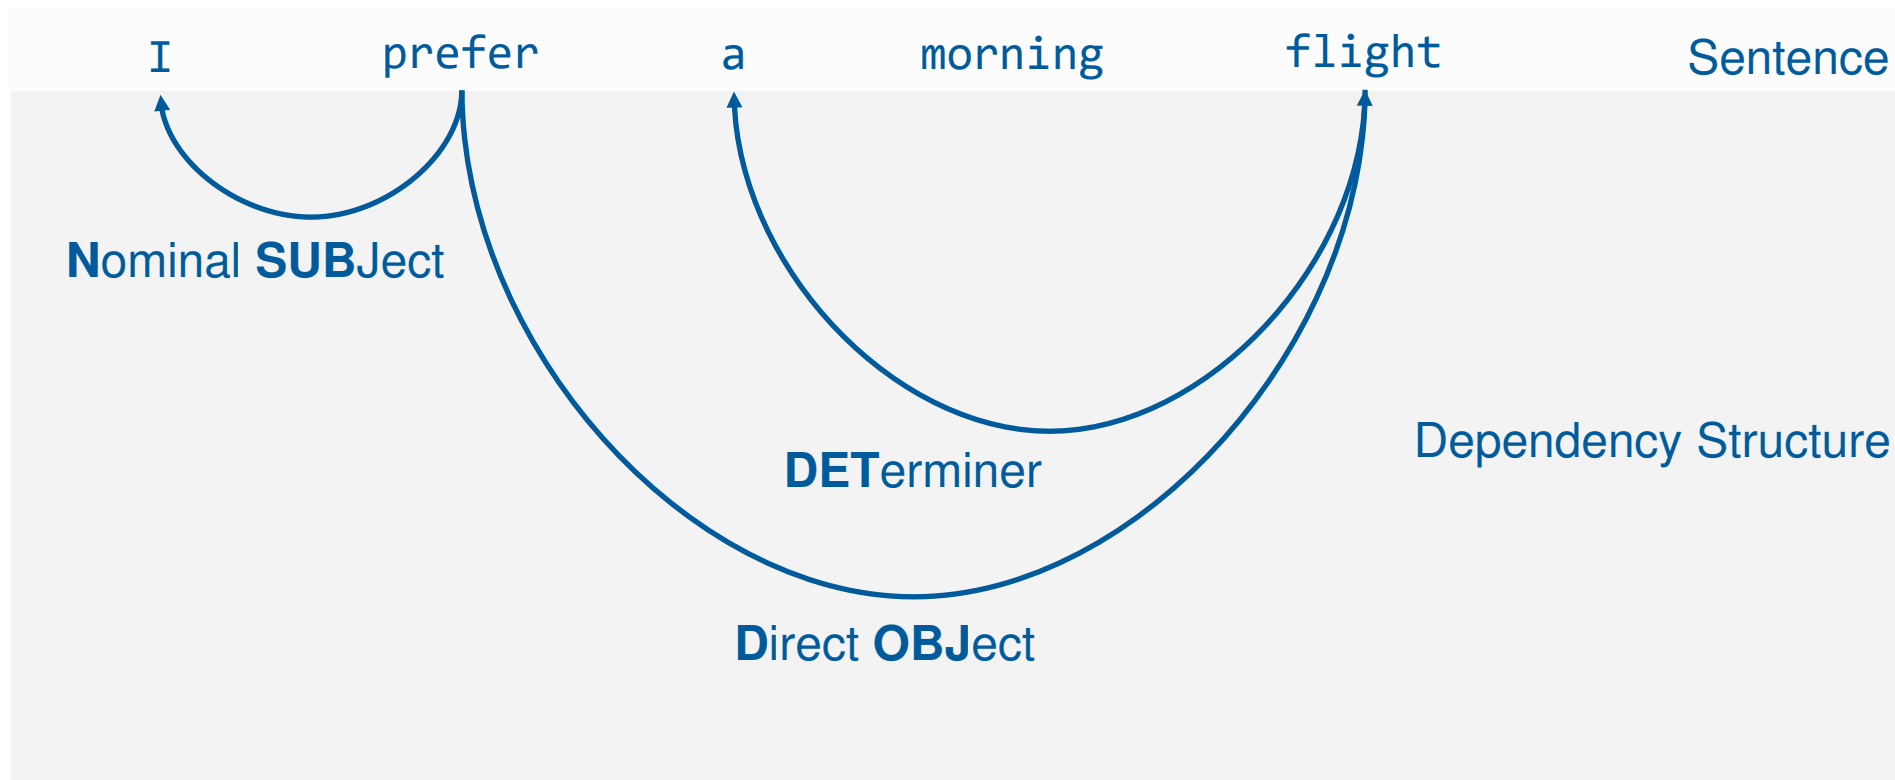 I prefer a morning flight Sentence
Nominal SUBJect
Dependency Structure
DETerminer
Direct OBJect